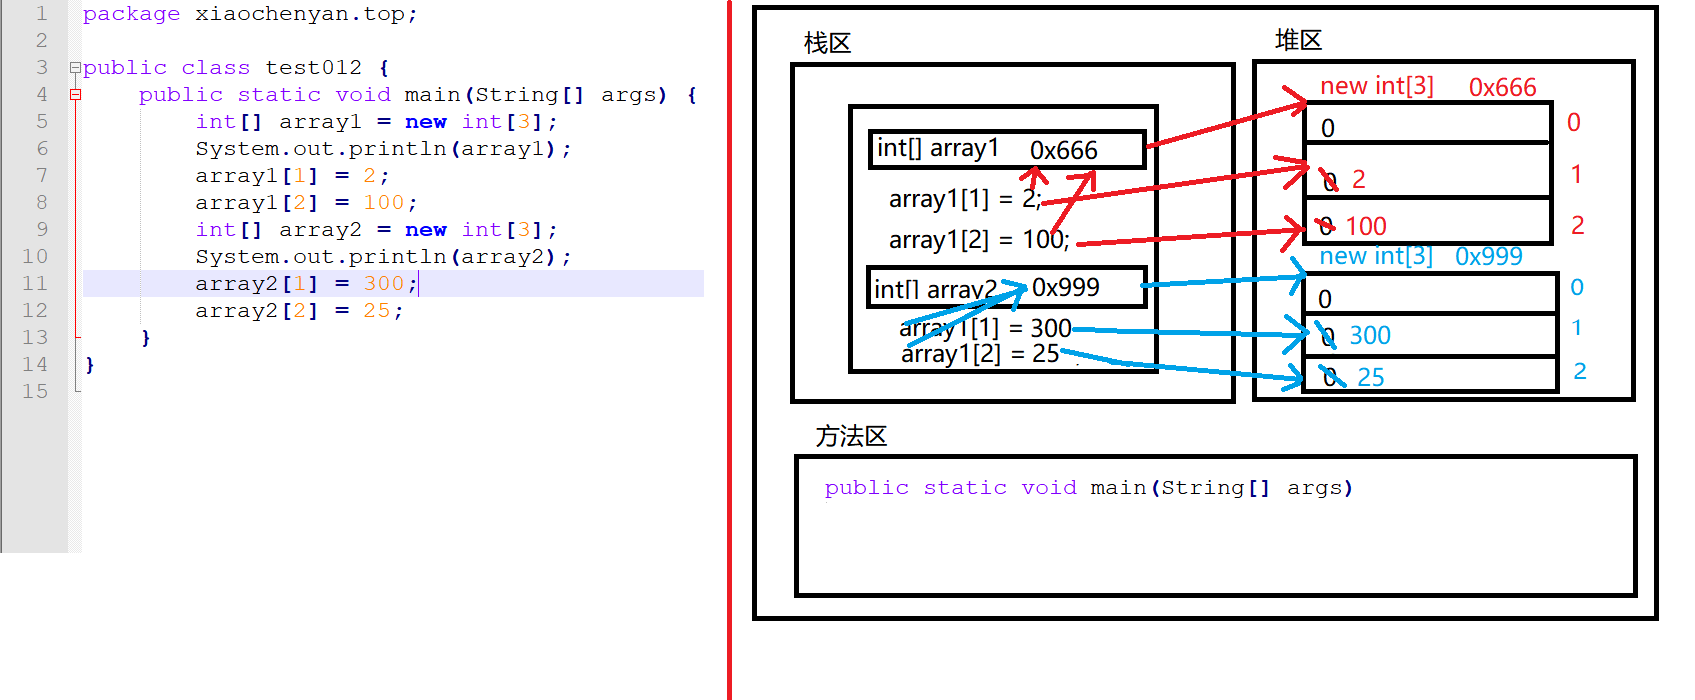 1 package xiaochenyan.top;
2
3 public class test012 {
4 public static void main(String[] args) {
5 int[] array1 = new int[3];
6 System.out.println(array1);
7 array1[1] = 2;
8 array1[2] = 100;
9 int[] array2 = new int[3];
10 System.out.println(array2);
11 array2[1] = 300;
12 array2[2] = 25;
13 }
14 }
15
栈区
int[] array1 0x666
array1[1] = 2;
array1[2] = 100;
int[] array2 0x999
array1[1] = 300
array1[2] = 25
堆区
new int[3] 0x666
0 0
0 2 1
0 100 2
new int[3] 0x999
0 0
0 300 1
0 25 2
方法区
public static void main(String[] args)